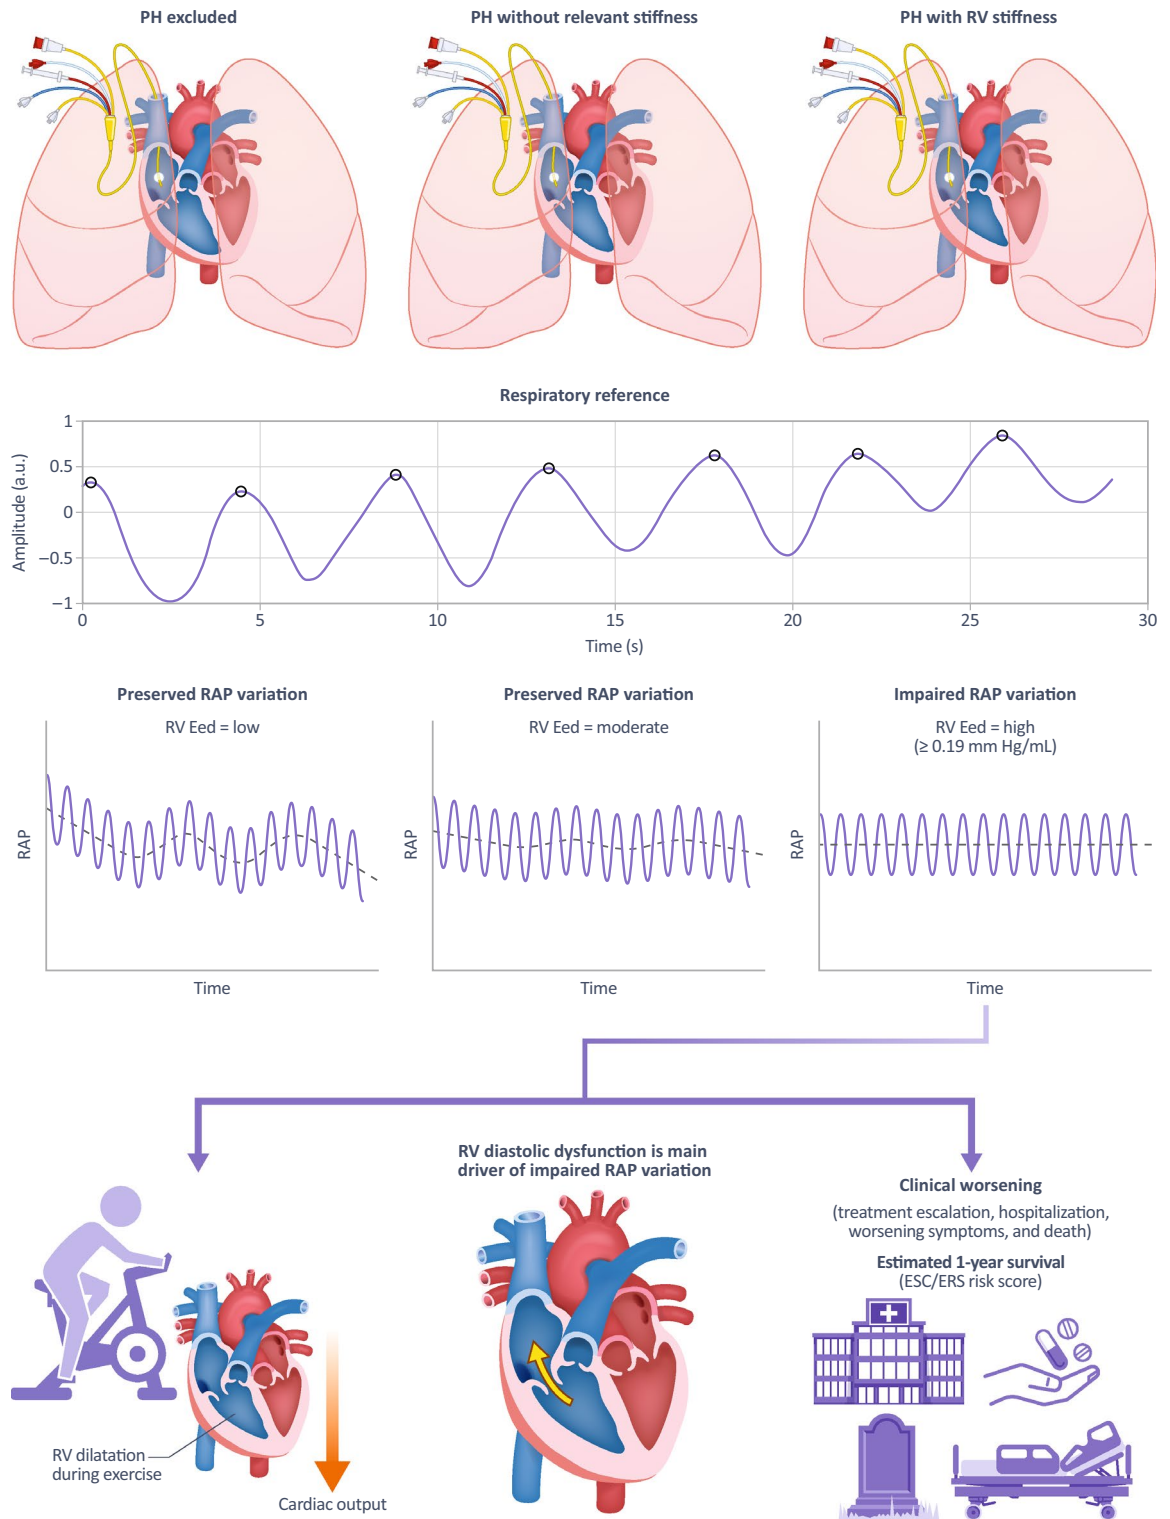 PH excluded
PH without relevant stiffness
PH with RV stiffness
Respiratory reference
Amplitude (a.u.)
1
0.5
0
−0.5
−1
0 5 10 15 20 25 30
Time (s)
Preserved RAP variation
RV Eed = low
RAP
Time
Preserved RAP variation
RV Eed = moderate
RAP
Time
Impaired RAP variation
RV Eed = high
(≥ 0.19 mm Hg/mL)
RAP
Time
RV dilatation
during exercise
Cardiac output
RV diastolic dysfunction is main
driver of impaired RAP variation
Clinical worsening
(treatment escalation, hospitalization,
worsening symptoms, and death)
Estimated 1-year survival
(ESC/ERS risk score)